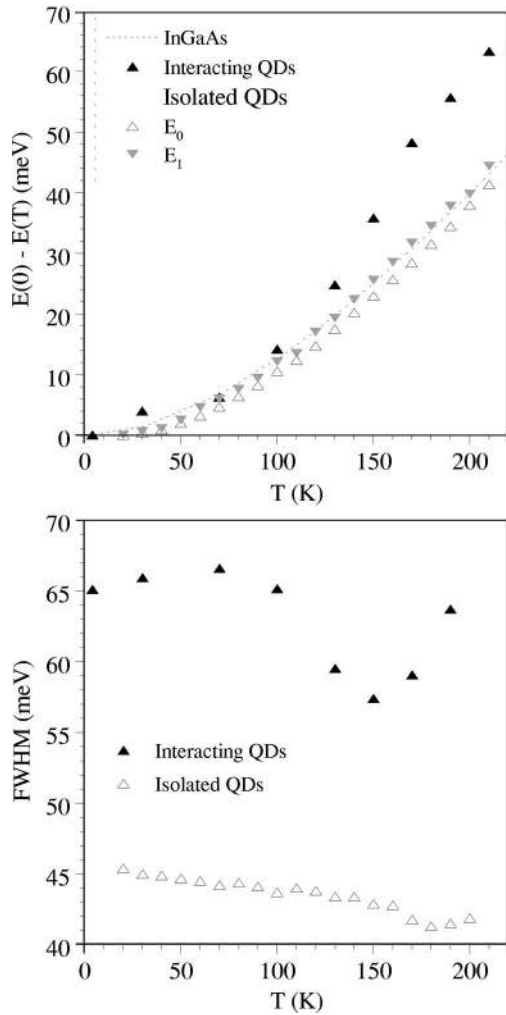 70
60
50
40
30
20
10
0
E(0) - E(T) (meV)
InGaAs
Interacting QDs
Isolated QDs
E₀
E₁
0 50 100 150 200
T (K)
70
65
60
55
50
45
40
FWHM (meV)
Interacting QDs
Isolated QDs
0 50 100 150 200
T (K)